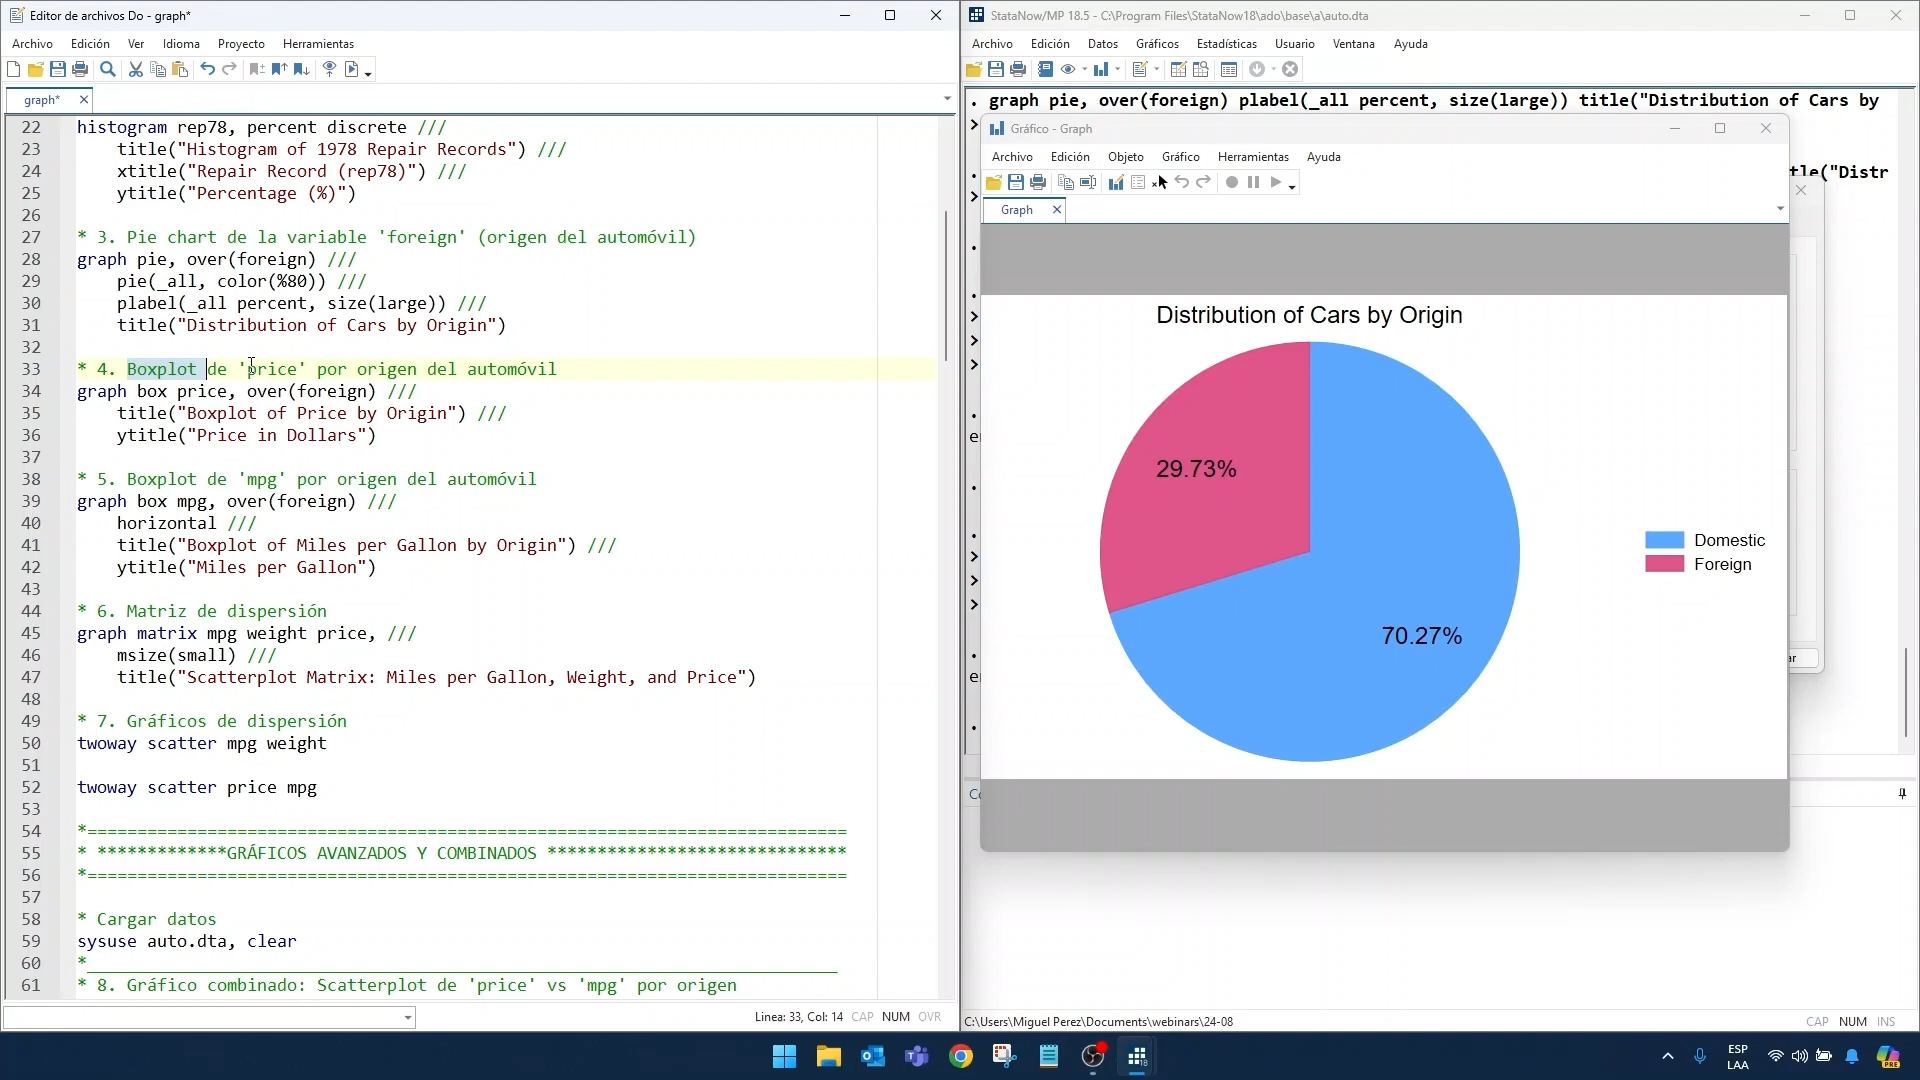 Editor de archivos Do - graph*
Archivo Edición Ver Idioma Proyecto Herramientas
graph*
22 histogram rep78, percent discrete ///
23 title("Histogram of 1978 Repair Records") ///
24 xtitle("Repair Record (rep78)") ///
25 ytitle("Percentage (%)")
26
27 * 3. Pie chart de la variable 'foreign' (origen del automóvil)
28 graph pie, over(foreign) ///
29 pie(_all, color(%80)) ///
30 plabel(_all percent, size(large)) ///
31 title("Distribution of Cars by Origin")
32
33 * 4. Boxplot de 'price' por origen del automóvil
34 graph box price, over(foreign) ///
35 title("Boxplot of Price by Origin") ///
36 ytitle("Price in Dollars")
37
38 * 5. Boxplot de 'mpg' por origen del automóvil
39 graph box mpg, over(foreign) ///
40 horizontal ///
41 title("Boxplot of Miles per Gallon by Origin") ///
42 ytitle("Miles per Gallon")
43
44 * 6. Matriz de dispersión
45 graph matrix mpg weight price, ///
46 msize(small) ///
47 title("Scatterplot Matrix: Miles per Gallon, Weight, and Price")
48
49 * 7. Gráficos de dispersión
50 twoway scatter mpg weight
51
52 twoway scatter price mpg
53
54 *============================================================================
55 * *************GRÁFICOS AVANZADOS Y COMBINADOS ******************************
56 *============================================================================
57
58 * Cargar datos
59 sysuse auto.dta, clear
60 *___________________________________________________________________________
61 * 8. Gráfico combinado: Scatterplot de 'price' vs 'mpg' por origen
Linea: 33, Col: 14 CAP NUM OVR
StataNow/MP 18.5 - C:\Program Files\StataNow18\ado\base\a\auto.dta
Archivo Edición Datos Gráficos Estadísticas Usuario Ventana Ayuda
. graph pie, over(foreign) plabel(_all percent, size(large)) title("Distribution of Cars by
>
Gráfico - Graph
Archivo Edición Objeto Gráfico Herramientas Ayuda
Graph
Distribution of Cars by Origin
29.73%
70.27%
Domestic
Foreign
title("Distr
C:\Users\Miguel Perez\Documents\webinars\24-08
CAP NUM INS
ESP
LAA
PRE